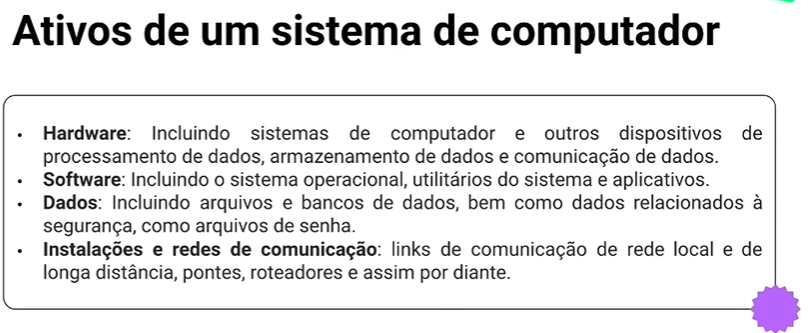 Ativos de um sistema de computador
• Hardware: Incluindo sistemas de computador e outros dispositivos de
processamento de dados, armazenamento de dados e comunicação de dados.
• Software: Incluindo o sistema operacional, utilitários do sistema e aplicativos.
• Dados: Incluindo arquivos e bancos de dados, bem como dados relacionados à
segurança, como arquivos de senha.
• Instalações e redes de comunicação: links de comunicação de rede local e de
longa distância, pontes, roteadores e assim por diante.